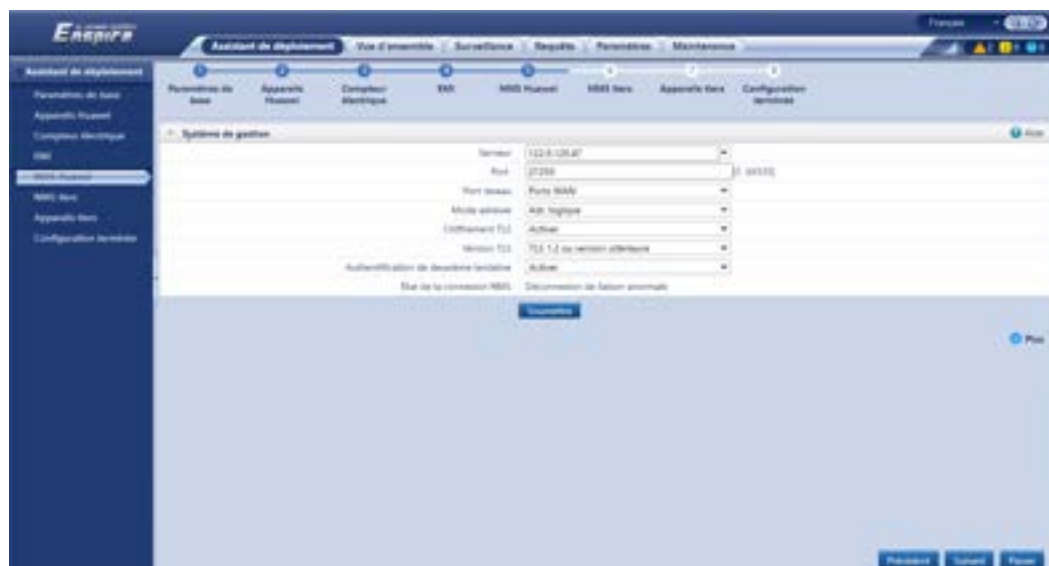 Enspire
Français
Assistant de déploiement
Vue d'ensemble
Surveillance
Requête
Paramètres
Maintenance
Assistant de déploiement
Paramètres de base
Appareils Huawei
Compteur électrique
EMI
NMS Huawei
NMS tiers
Appareils tiers
Configuration terminée
Paramètres de base
Appareils Huawei
Compteur électrique
EMI
NMS Huawei
NMS tiers
Appareils tiers
Configuration terminée
Système de gestion
Aide
Serveur
Port
27250
Port réseau
Ports WAN
Mode adresse
Adr. logique
Chiffrement TLS
Activer
Version TLS
TLS 1.2 ou version ultérieure
Authentification de deuxième tentative
Activer
État de la connexion NMS
Déconnexion de liaison anormale
Soumettre
Plus
Précédent
Suivant
Passer